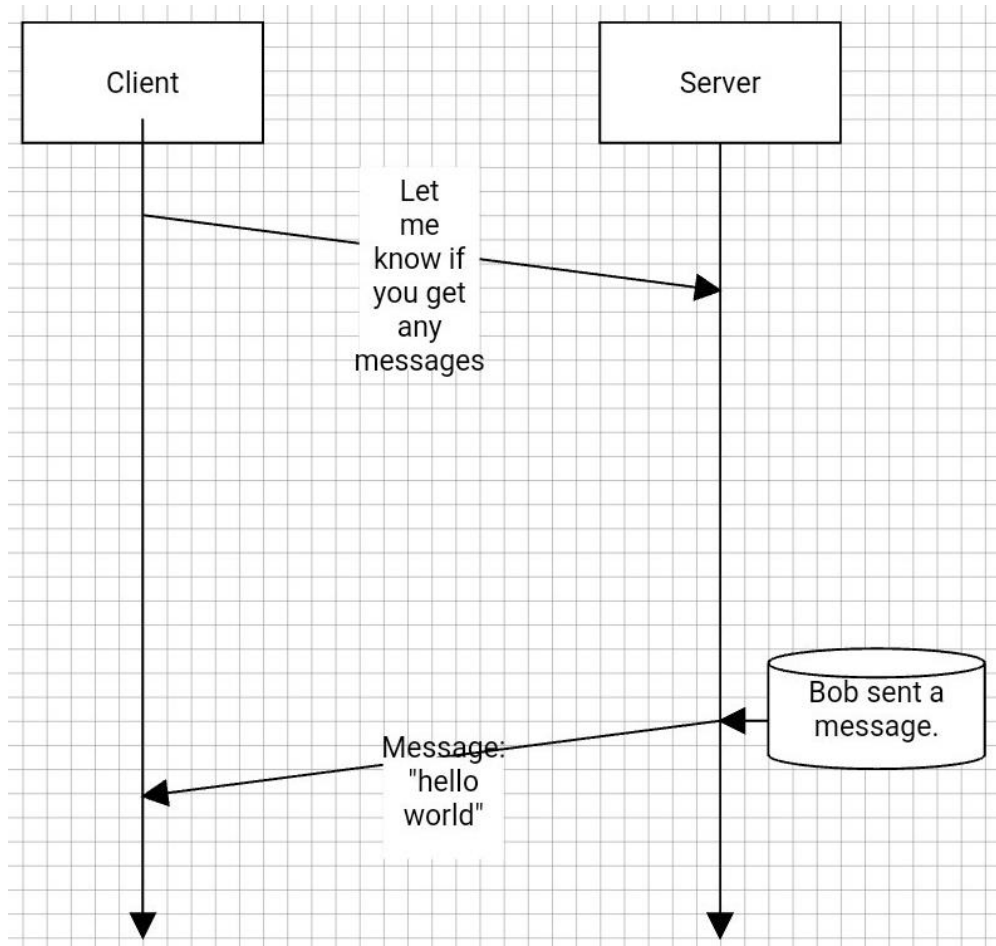 Client
Server
Let
me
know if
you get
any
messages
Bob sent a
message.
Message:
"hello
world"